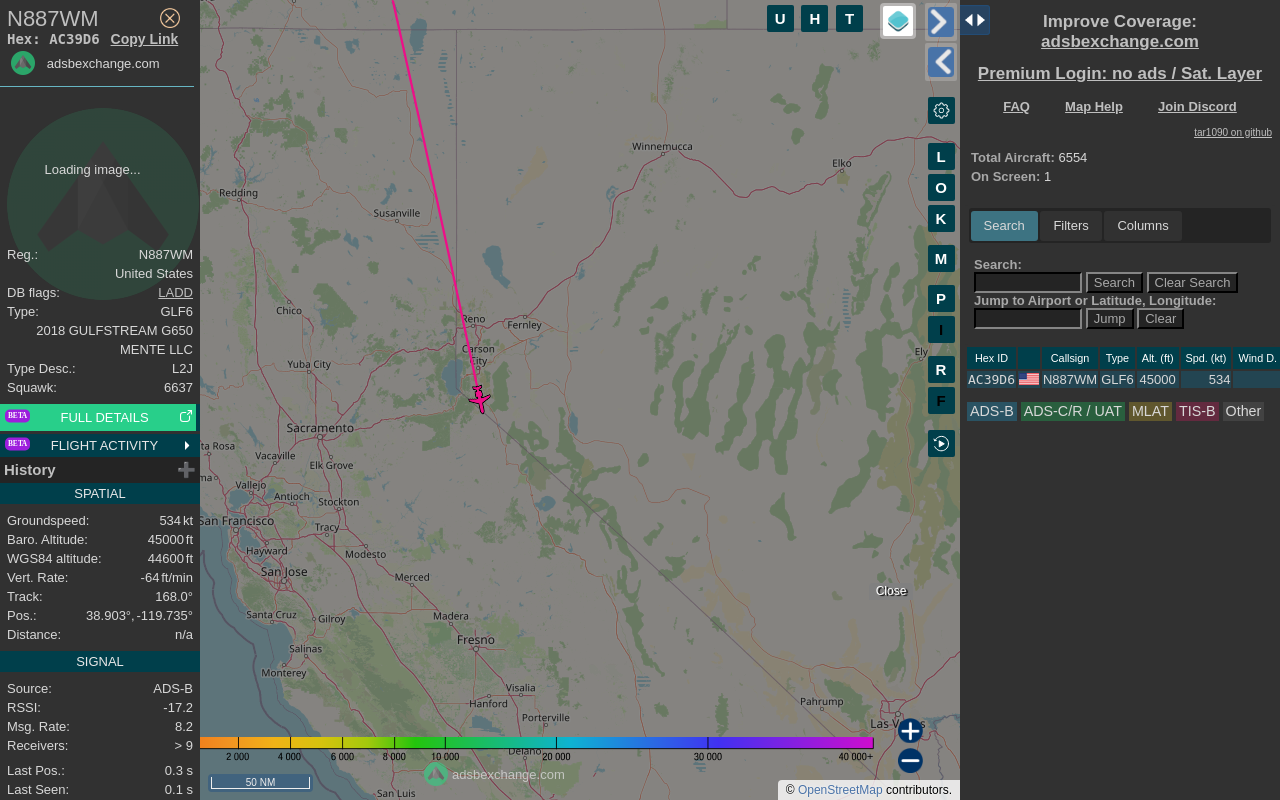 N887WM
Hex: AC39D6 Copy Link
adsbexchange.com
Loading image...
Reg.: N887WM
United States
DB flags: LADD
Type: GLF6
2018 GULFSTREAM G650
MENTE LLC
Type Desc.: L2J
Squawk: 6637
BETA FULL DETAILS
BETA FLIGHT ACTIVITY
History
SPATIAL
Groundspeed: 534 kt
Baro. Altitude: 45000 ft
WGS84 altitude: 44600 ft
Vert. Rate: -64 ft/min
Track: 168.0°
Pos.: 38.903°, -119.735°
Distance: n/a
SIGNAL
Source: ADS-B
RSSI: -17.2
Msg. Rate: 8.2
Receivers: > 9
Last Pos.: 0.3 s
Last Seen: 0.1 s
U H T
L
O
K
M
P
I
R
F
Winnemucca
Elko
Redding
Susanville
Chico
Reno
Fernley
Carson
City
Ely
Yuba City
Sacramento
ta Rosa
Vacaville
Elk Grove
ma
Vallejo
Antioch
Stockton
San Francisco
Tracy
Hayward
Modesto
San Jose
Merced
Santa Cruz
Gilroy
Madera
Fresno
Salinas
Monterey
Visalia
Hanford
Porterville
Pahrump
Las Vegas
Delano
San Luis
Close
2 000 4 000 6 000 8 000 10 000 20 000 30 000 40 000+
adsbexchange.com
50 NM
© OpenStreetMap contributors.
Improve Coverage:
adsbexchange.com
Premium Login: no ads / Sat. Layer
FAQ Map Help Join Discord
tar1090 on github
Total Aircraft: 6554
On Screen: 1
Search Filters Columns
Search:
Search Clear Search
Jump to Airport or Latitude, Longitude:
Jump Clear
Hex ID Callsign Type Alt. (ft) Spd. (kt) Wind D.
AC39D6 N887WM GLF6 45000 534
ADS-B ADS-C/R / UAT MLAT TIS-B Other